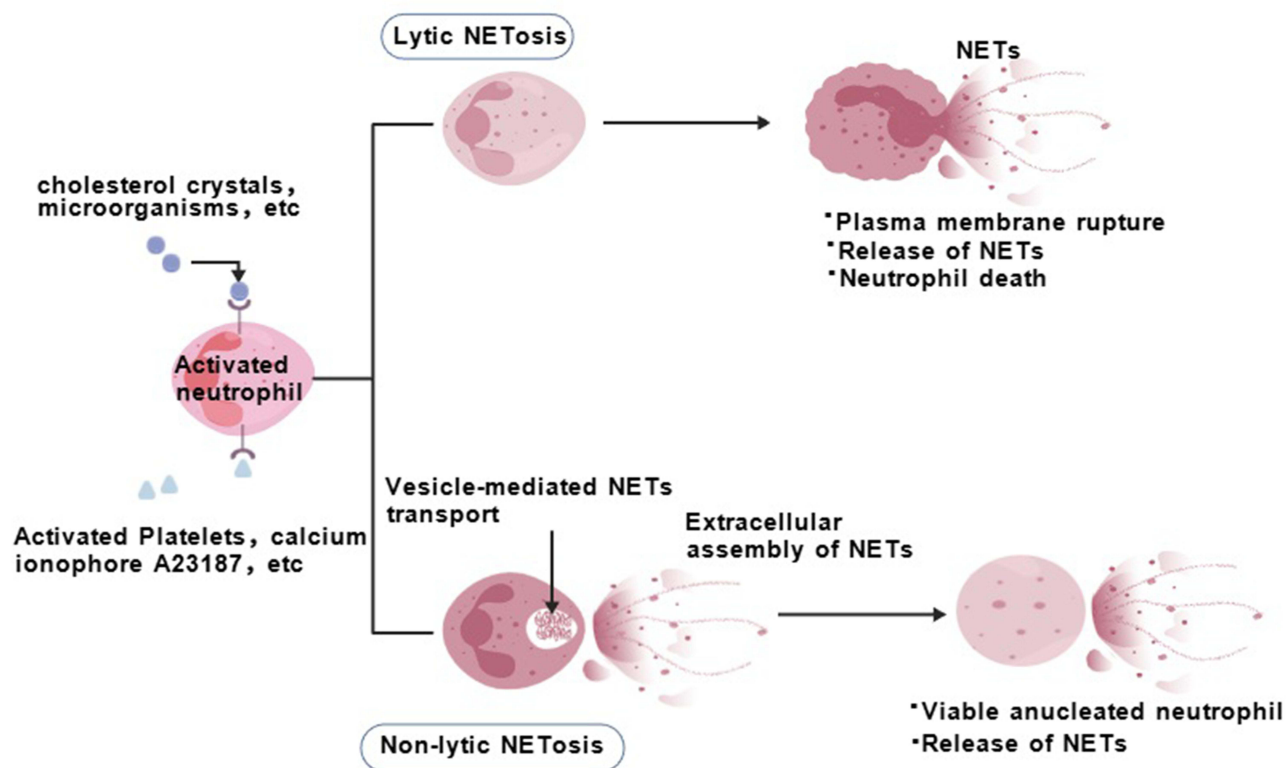 Lytic NETosis
NETs
cholesterol crystals,
microorganisms, etc
▪Plasma membrane rupture
▪Release of NETs
▪Neutrophil death
Activated
neutrophil
Activated Platelets, calcium
ionophore A23187, etc
Vesicle-mediated NETs
transport
Extracellular
assembly of NETs
Non-lytic NETosis
▪Viable anucleated neutrophil
▪Release of NETs